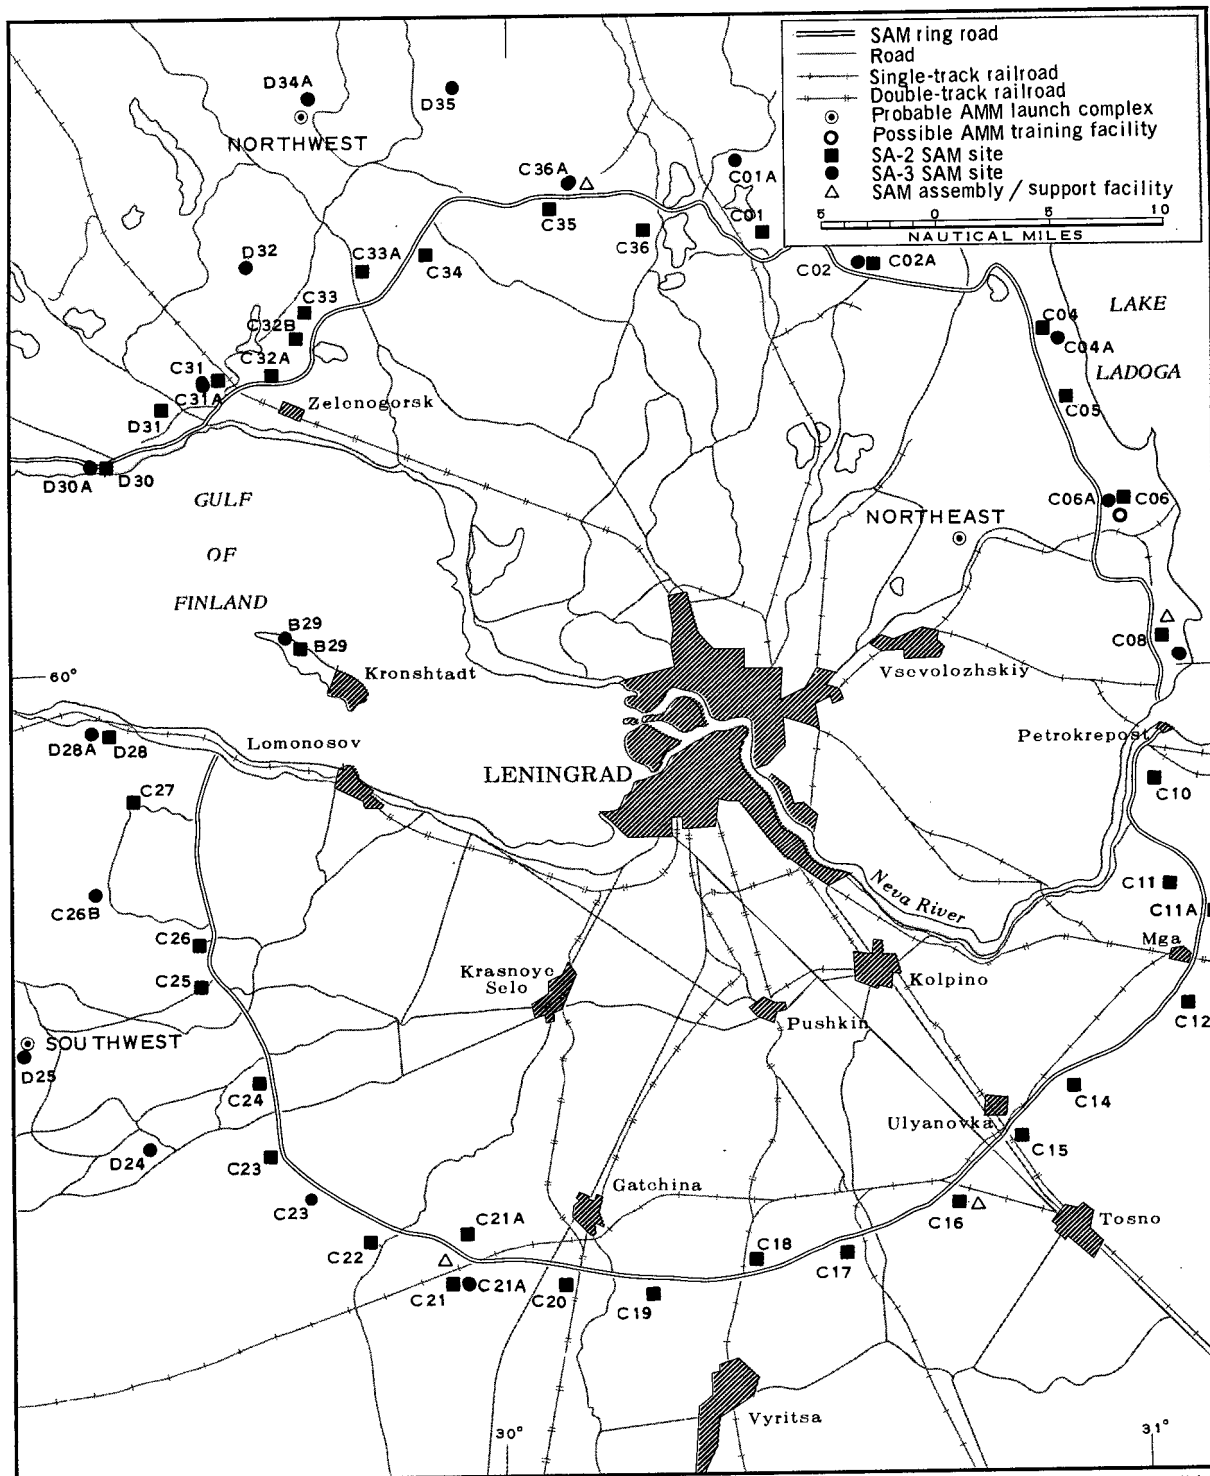 SAM ring road
Road
Single-track railroad
Double-track railroad
Probable AMM launch complex
Possible AMM training facility
SA-2 SAM site
SA-3 SAM site
SAM assembly / support facility
5 0 5 10
NAUTICAL MILES
D34A
D35
NORTHWEST
C36A
C01A
C35
C36
C01
D32
C33A
C34
C02
C02A
C33
C32B
LAKE
C04
C04A
C31
C32A
LADOGA
C31A
C05
D31
Zelenogorsk
D30A
D30
GULF
C06A
C06
NORTHEAST
OF
FINLAND
B29
B29
C08
Kronshtadt
Vsevolozhskiy
60°
D28A
D28
Lomonosov
Petrokrepost
LENINGRAD
C27
C10
Neva River
C26B
C11
C11A
C26
Mga
Krasnoye
Selo
C25
Kolpino
C12
Pushkin
SOUTHWEST
D25
C24
C14
Ulyanovka
D24
C15
C23
Gatchina
C23
C21A
C16
Tosno
C22
C18
C17
C21
C21A
C20
C19
Vyritsa
30°
31°